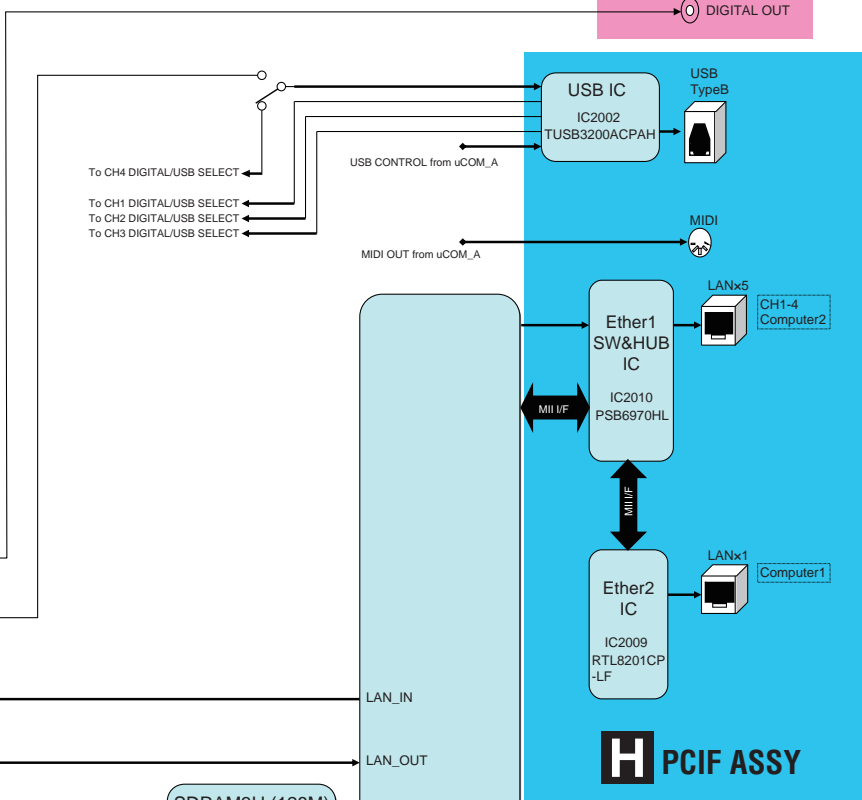 DIGITAL OUT
USB
TypeB
USB IC
IC2002
TUSB3200ACPAH
USB CONTROL from uCOM_A
To CH4 DIGITAL/USB SELECT
To CH1 DIGITAL/USB SELECT
To CH2 DIGITAL/USB SELECT
To CH3 DIGITAL/USB SELECT
MIDI
MIDI OUT from uCOM_A
LAN×5
CH1-4
Computer2
Ether1
SW&HUB
IC
IC2010
PSB6970HL
MII I/F
MII I/F
LAN×1
Computer1
Ether2
IC
IC2009
RTL8201CP
-LF
LAN_IN
LAN_OUT
H PCIF ASSY